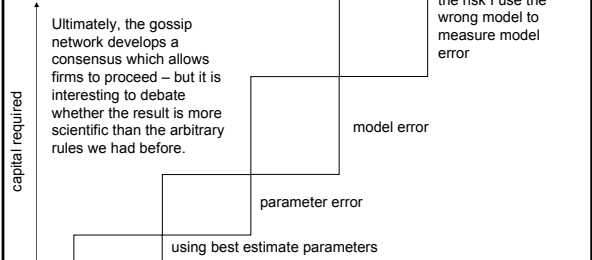 the risk I use the
wrong model to
measure model
error
Ultimately, the gossip
network develops a
consensus which allows
firms to proceed – but it is
interesting to debate
whether the result is more
scientific than the arbitrary
rules we had before.
capital required
model error
parameter error
using best estimate parameters